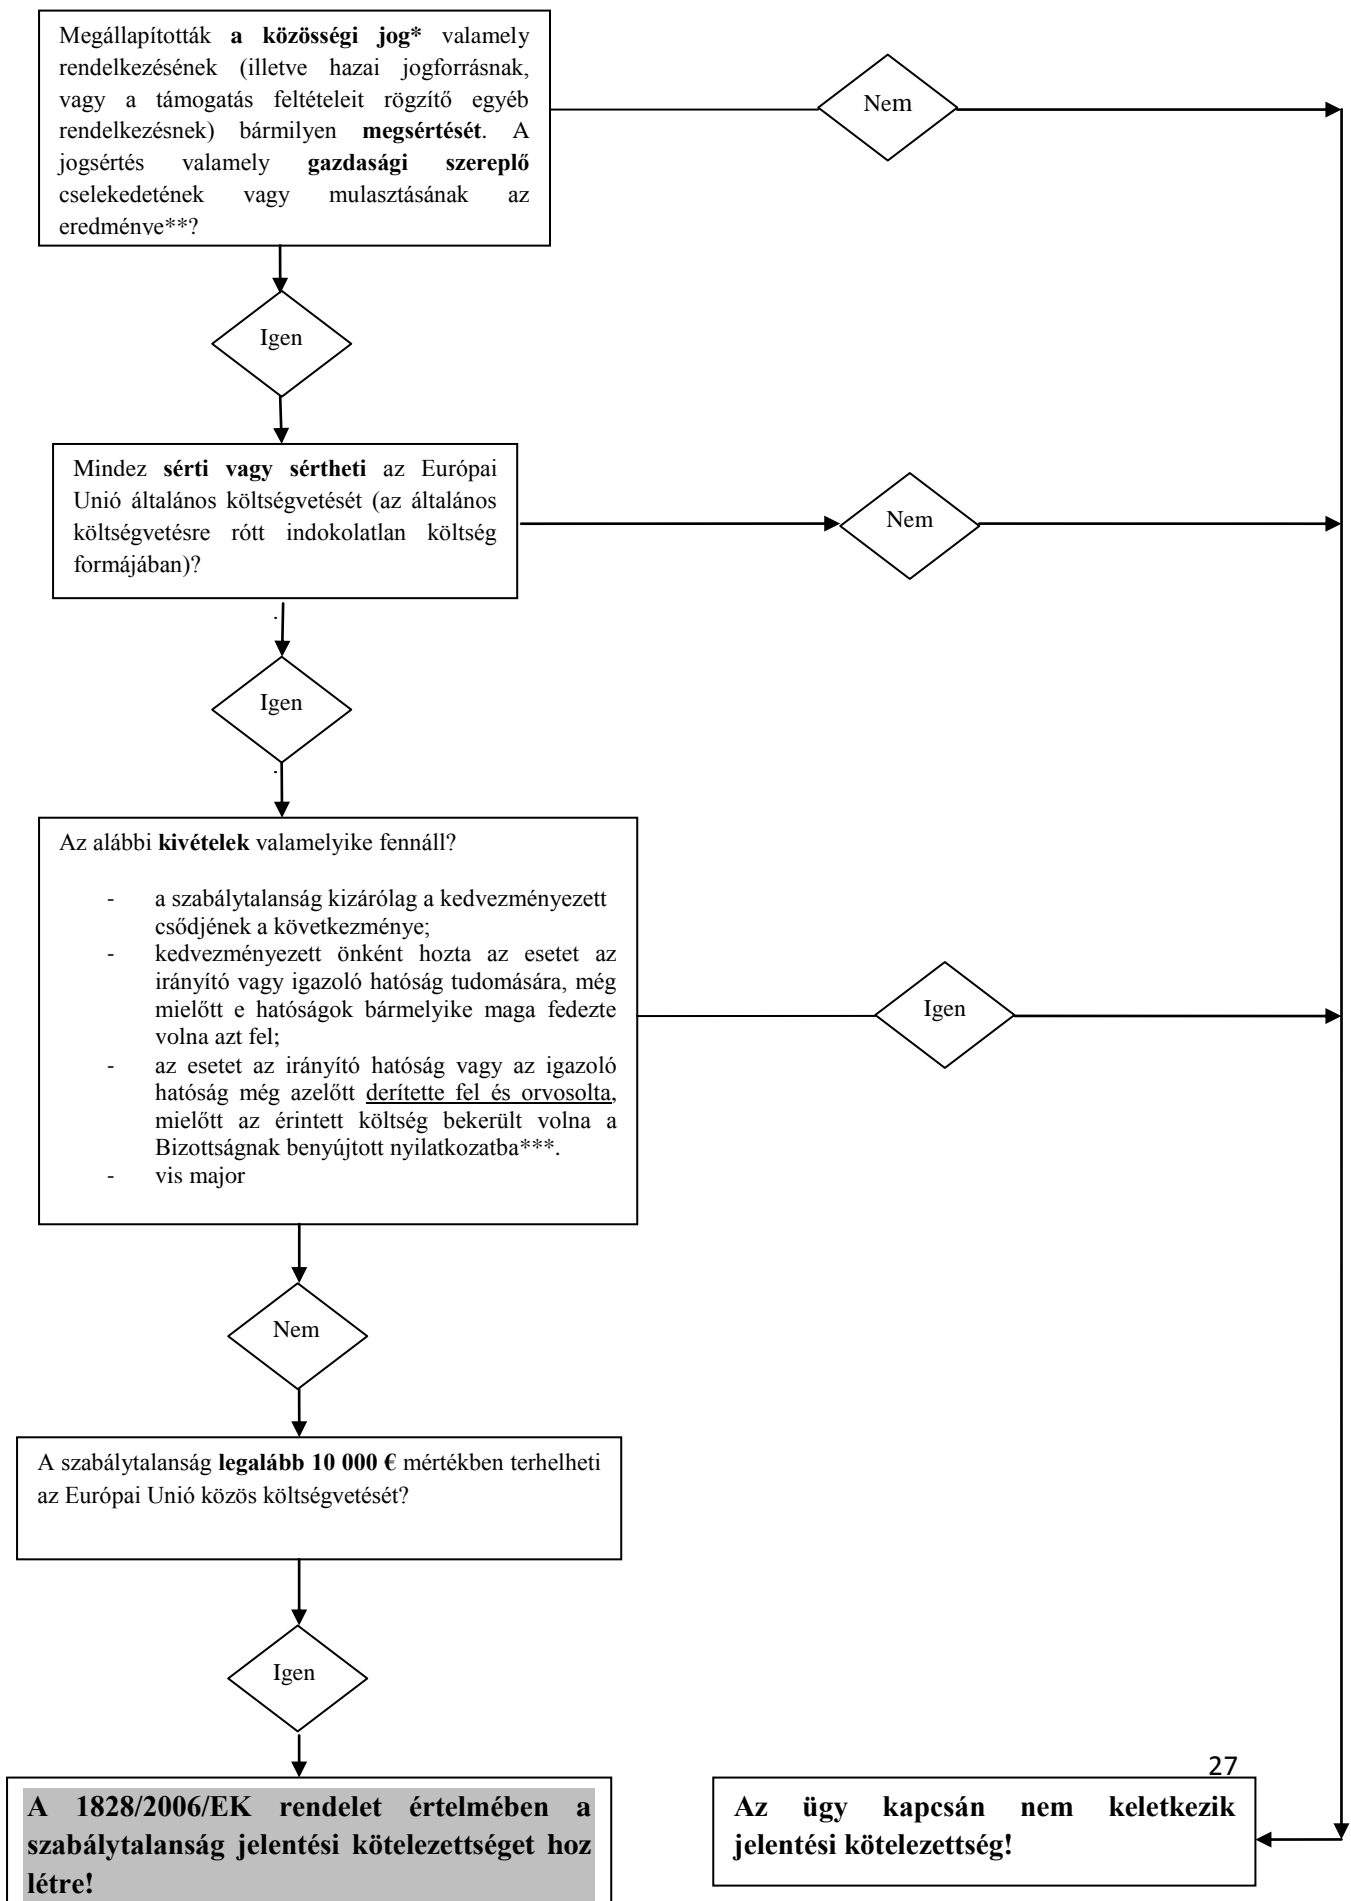 Megállapították a közösségi jog* valamely
rendelkezésének (illetve hazai jogforrásnak,
vagy a támogatás feltételeit rögzítő egyéb
rendelkezésnek) bármilyen megsértését. A
jogsértés valamely gazdasági szereplő
cselekedetének vagy mulasztásának az
eredménve**?
Nem
Igen
Mindez sérti vagy sértheti az Európai
Unió általános költségvetését (az általános
költségvetésre rótt indokolatlan költség
formájában)?
Nem
Igen
Az alábbi kivételek valamelyike fennáll?
- a szabálytalanság kizárólag a kedvezményezett
csődjének a következménye;
- kedvezményezett önként hozta az esetet az
irányító vagy igazoló hatóság tudomására, még
mielőtt e hatóságok bármelyike maga fedezte
volna azt fel;
- az esetet az irányító hatóság vagy az igazoló
hatóság még azelőtt derítette fel és orvosolta,
mielőtt az érintett költség bekerült volna a
Bizottságnak benyújtott nyilatkozatba***.
- vis major
Igen
Nem
A szabálytalanság legalább 10 000 € mértékben terhelheti
az Európai Unió közös költségvetését?
Igen
27
A 1828/2006/EK rendelet értelmében a
szabálytalanság jelentési kötelezettséget hoz
létre!
Az ügy kapcsán nem keletkezik
jelentési kötelezettség!